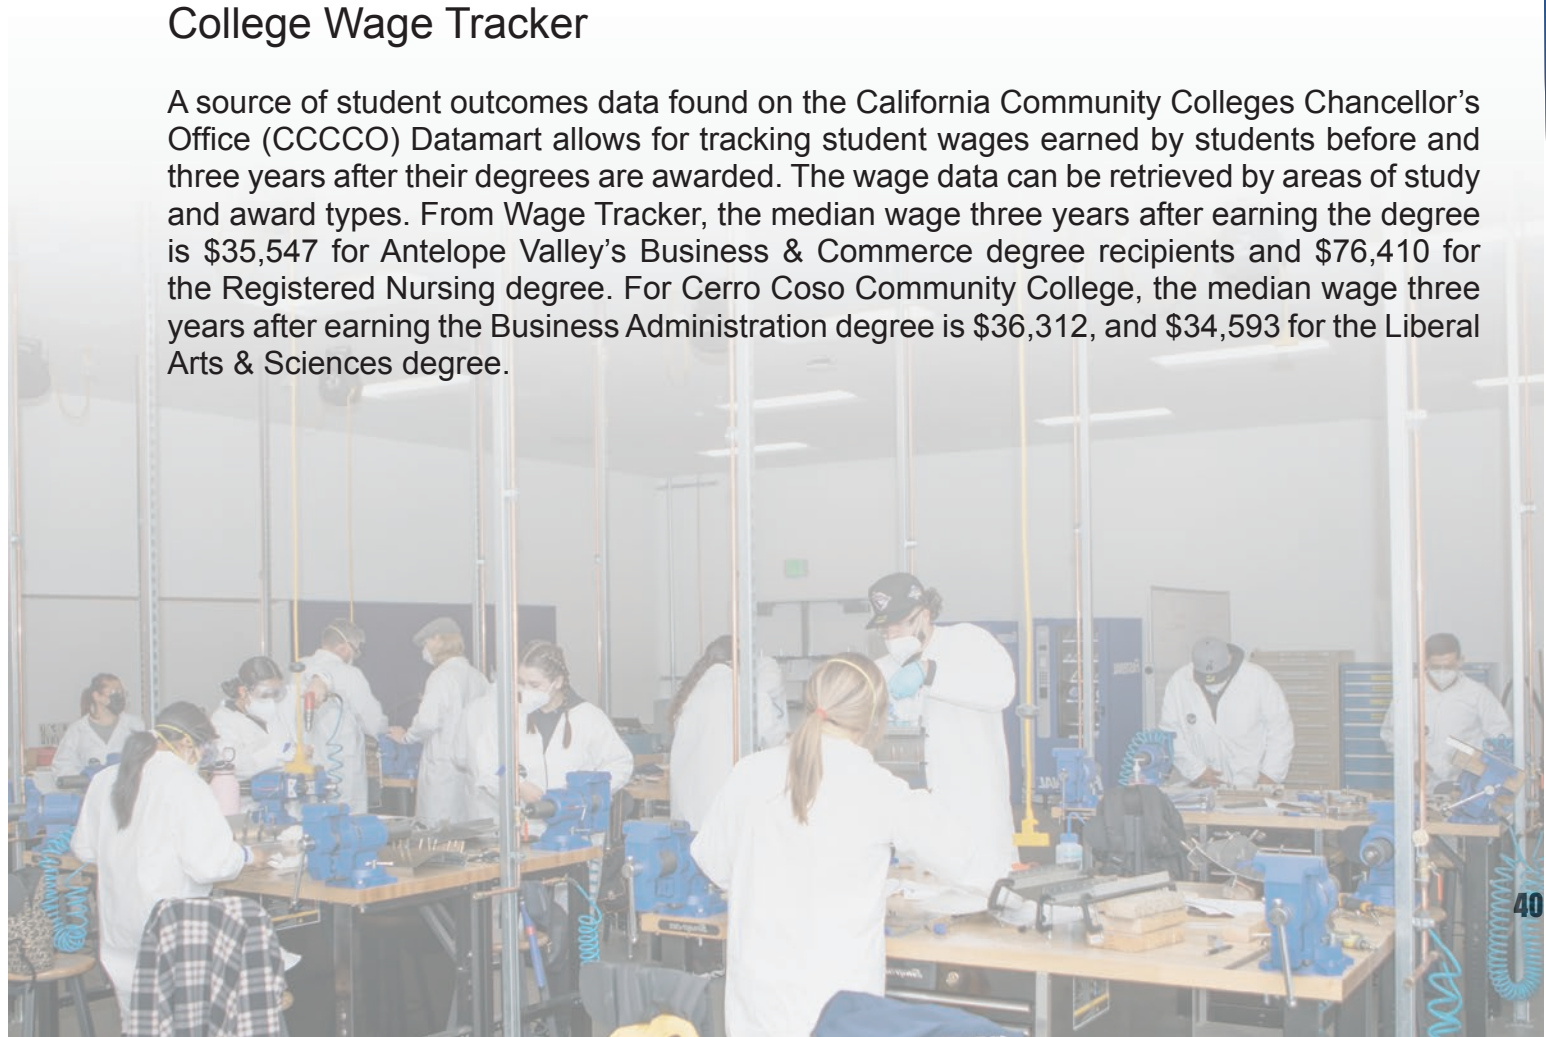 College Wage Tracker
A source of student outcomes data found on the California Community Colleges Chancellor’s
Office (CCCCO) Datamart allows for tracking student wages earned by students before and
three years after their degrees are awarded. The wage data can be retrieved by areas of study
and award types. From Wage Tracker, the median wage three years after earning the degree
is $35,547 for Antelope Valley’s Business & Commerce degree recipients and $76,410 for
the Registered Nursing degree. For Cerro Coso Community College, the median wage three
years after earning the Business Administration degree is $36,312, and $34,593 for the Liberal
Arts & Sciences degree.
40